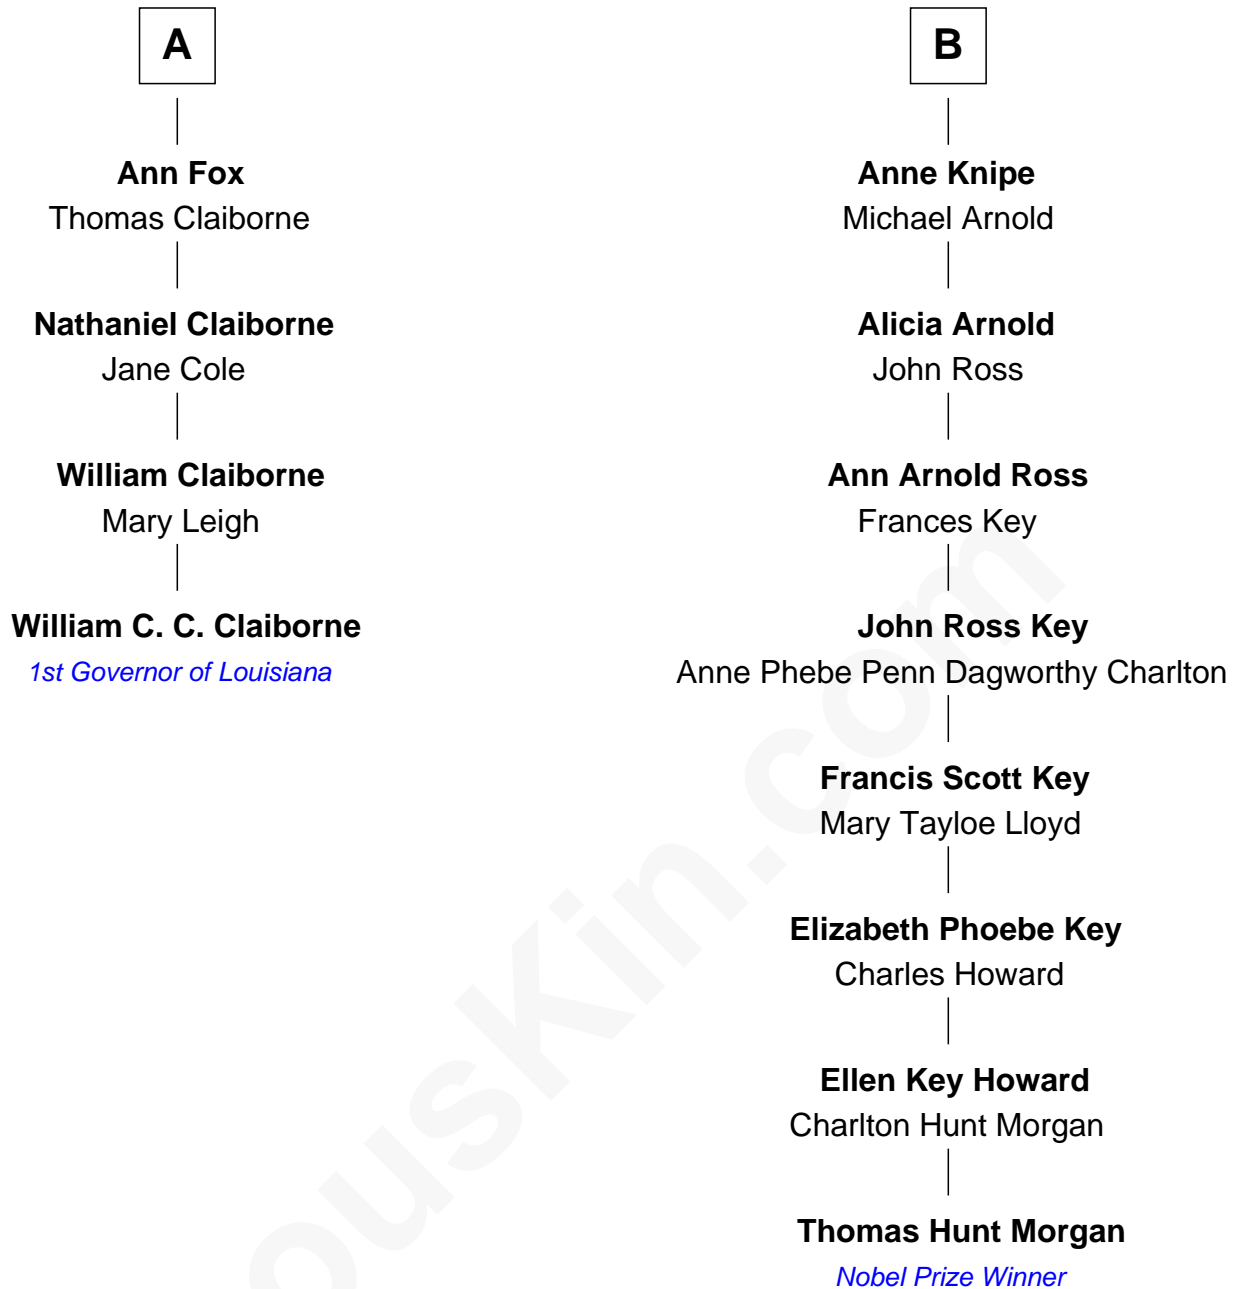 A
Ann Fox
Thomas Claiborne
Nathaniel Claiborne
Jane Cole
William Claiborne
Mary Leigh
William C. C. Claiborne
1st Governor of Louisiana
B
Anne Knipe
Michael Arnold
Alicia Arnold
John Ross
Ann Arnold Ross
Frances Key
John Ross Key
Anne Phebe Penn Dagworthy Charlton
Francis Scott Key
Mary Tayloe Lloyd
Elizabeth Phoebe Key
Charles Howard
Ellen Key Howard
Charlton Hunt Morgan
Thomas Hunt Morgan
Nobel Prize Winner
ousKin.com